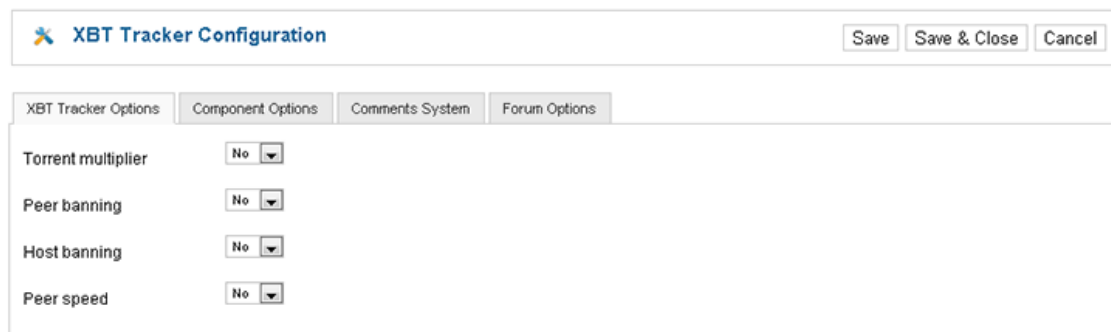 XBT Tracker Configuration
Save Save & Close Cancel
XBT Tracker Options Component Options Comments System Forum Options
Torrent multiplier No
Peer banning No
Host banning No
Peer speed No